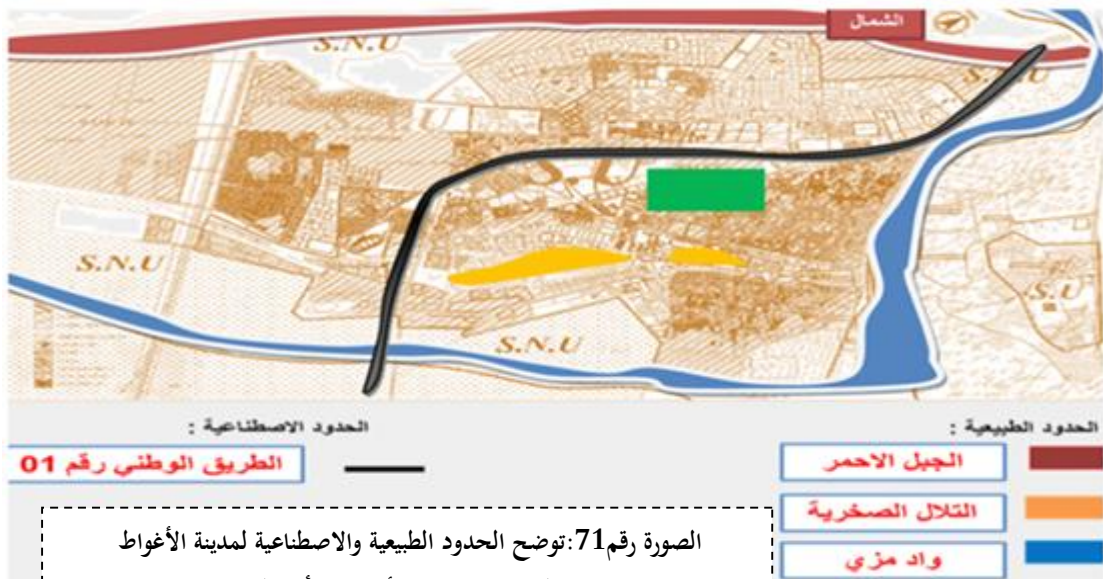 الشمال
S.N.U
S.N.U
S.U
S.N.U
S.U
S.N.U
الحدود الطبيعية :
الجبل الاحمر
التلال الصخرية
واد مزي
الحدود الاصطناعية :
الطريق الوطني رقم 01
الصورة رقم71:توضح الحدود الطبيعية والاصطناعية لمدينة الأغواط